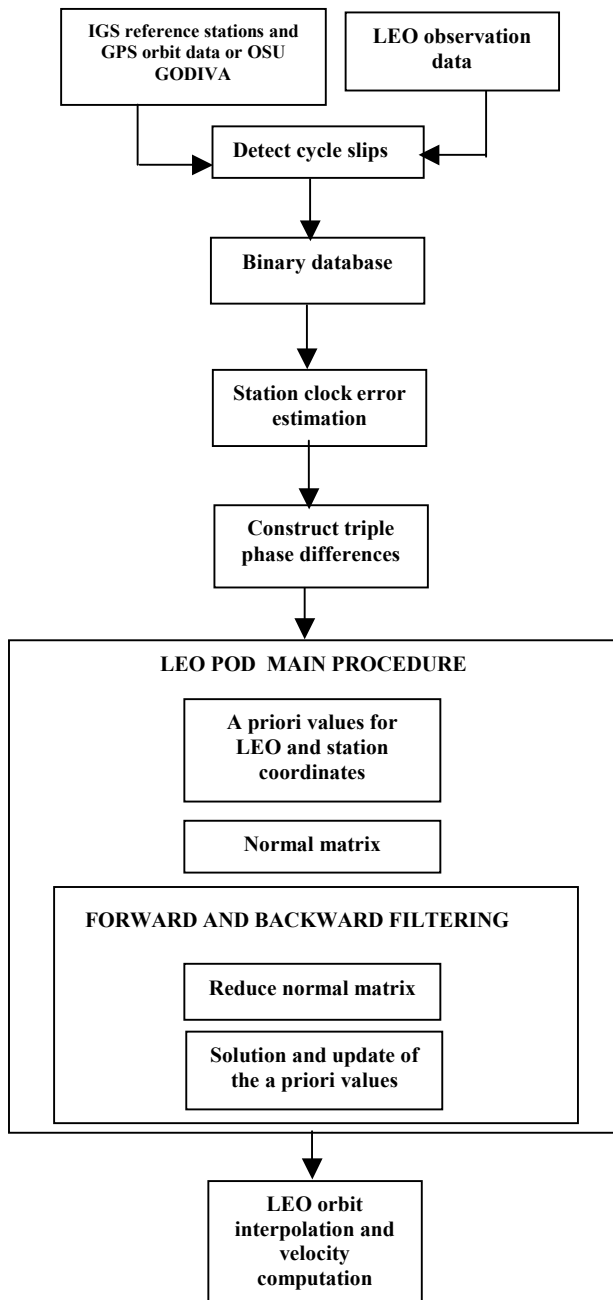 IGS reference stations and
GPS orbit data or OSU
GODIVA
LEO observation
data
Detect cycle slips
Binary database
Station clock error
estimation
Construct triple
phase differences
LEO POD MAIN PROCEDURE
A priori values for
LEO and station
coordinates
Normal matrix
FORWARD AND BACKWARD FILTERING
Reduce normal matrix
Solution and update of
the a priori values
LEO orbit
interpolation and
velocity
computation